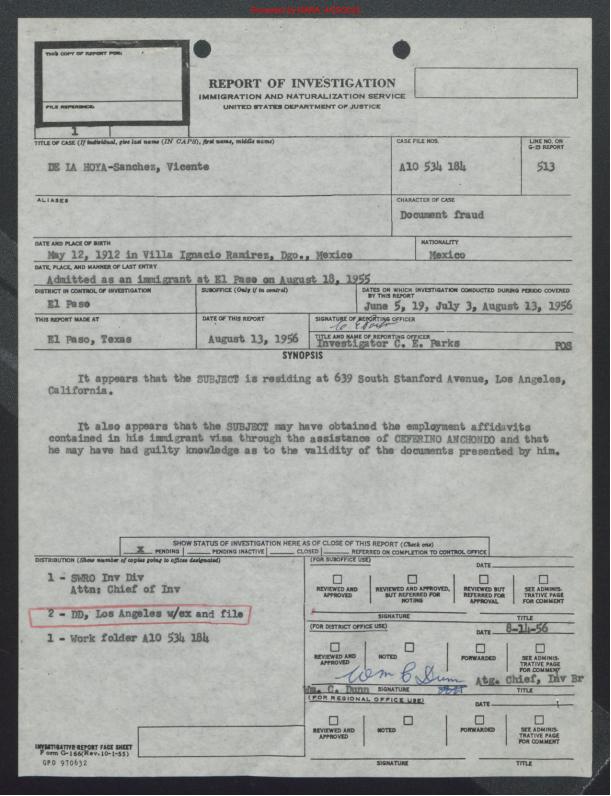 THIS COPY OF REPORT FOR:
FILE REFERENCE:
1
REPORT OF INVESTIGATION
IMMIGRATION AND NATURALIZATION SERVICE
UNITED STATES DEPARTMENT OF JUSTICE
TITLE OF CASE (If individual, give last name (IN CAPS), first name, middle name)
CASE FILE NOS.
LINE NO. ON
G-23 REPORT
DE LA HOYA-Sanchez, Vicente
A10 534 184
513
ALIASES
CHARACTER OF CASE
Document fraud
DATE AND PLACE OF BIRTH
NATIONALITY
May 12, 1912 in Villa Ignacio Ramirez, Dgo., Mexico
Mexico
DATE, PLACE, AND MANNER OF LAST ENTRY
Admitted as an immigrant at El Paso on August 18, 1955
DISTRICT IN CONTROL OF INVESTIGATION
SUBOFFICE (Only if in control)
DATES ON WHICH INVESTIGATION CONDUCTED DURING PERIOD COVERED
BY THIS REPORT
El Paso
June 5, 19, July 3, August 13, 1956
THIS REPORT MADE AT
DATE OF THIS REPORT
SIGNATURE OF REPORTING OFFICER
El Paso, Texas
August 13, 1956
TITLE AND NAME OF REPORTING OFFICER
Investigator C. E. Parks
POS
SYNOPSIS
It appears that the SUBJECT is residing at 639 South Stanford Avenue, Los Angeles,
California.
It also appears that the SUBJECT may have obtained the employment affidavits
contained in his immigrant visa through the assistance of CEFERINO ANCHONDO and that
he may have had guilty knowledge as to the validity of the documents presented by him.
SHOW STATUS OF INVESTIGATION HERE AS OF CLOSE OF THIS REPORT (Check one)
X PENDING PENDING INACTIVE CLOSED REFERRED ON COMPLETION TO CONTROL OFFICE
DISTRIBUTION (Show number of copies going to offices designated)
1 - SWRO Inv Div
Attn: Chief of Inv
2 - DD, Los Angeles w/ex and file
1 - Work folder A10 534 184
(FOR SUBOFFICE USE)
DATE
REVIEWED AND
APPROVED
REVIEWED AND APPROVED,
BUT REFERRED FOR
NOTING
REVIEWED BUT
REFERRED FOR
APPROVAL
SEE ADMINIS-
TRATIVE PAGE
FOR COMMENT
SIGNATURE
TITLE
(FOR DISTRICT OFFICE USE)
DATE 8-14-56
REVIEWED AND
APPROVED
NOTED
FORWARDED
SEE ADMINIS-
TRATIVE PAGE
FOR COMMENT
Wm C Dunn
Atg. Chief, Inv Br
Wm. C. Dunn SIGNATURE
TITLE
(FOR REGIONAL OFFICE USE)
DATE
REVIEWED AND
APPROVED
NOTED
FORWARDED
SEE ADMINIS-
TRATIVE PAGE
FOR COMMENT
SIGNATURE
TITLE
INVESTIGATIVE REPORT FACE SHEET
Form G-166(Rev.10-1-55)
GPO 970632